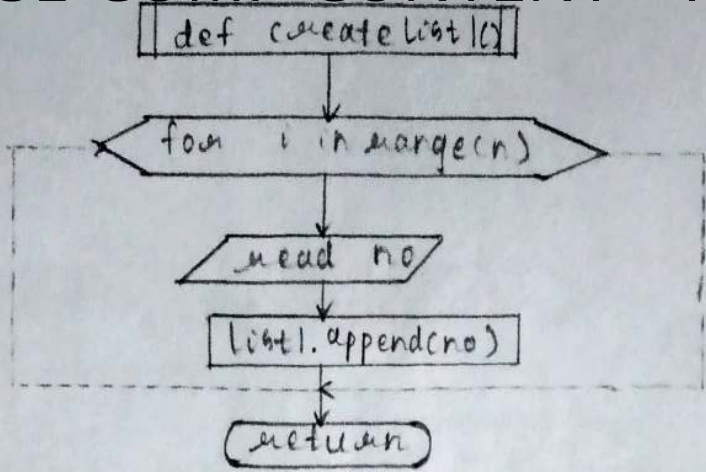 def createlist1()
for i in range(n)
read no
list1.append(no)
return